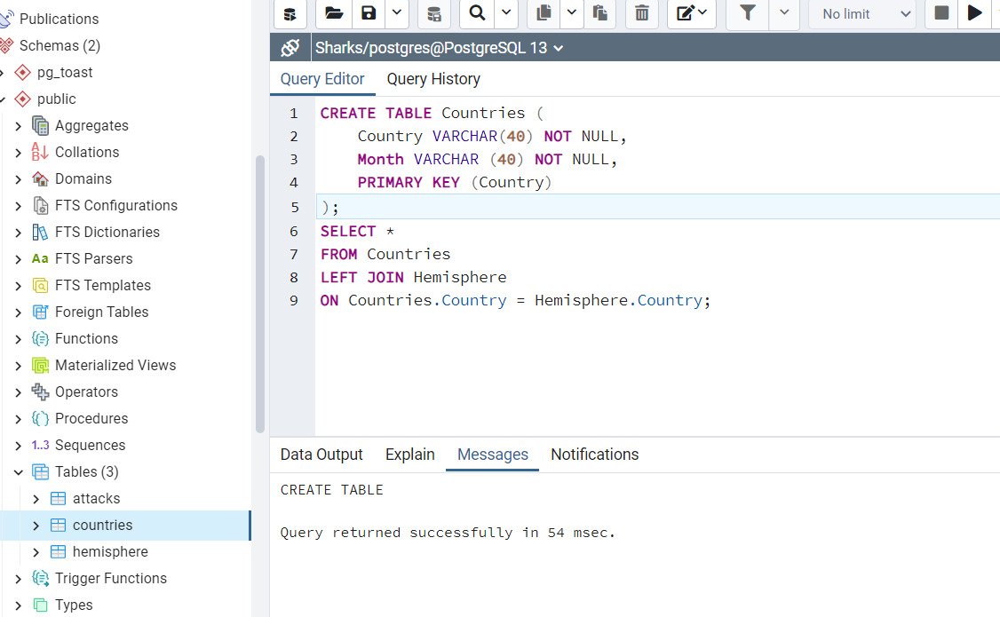 Publications
Schemas (2)
pg_toast
public
Aggregates
Collations
Domains
FTS Configurations
FTS Dictionaries
Aa FTS Parsers
FTS Templates
Foreign Tables
Functions
Materialized Views
Operators
Procedures
1..3 Sequences
Tables (3)
attacks
countries
hemisphere
Trigger Functions
Types
No limit
Sharks/postgres@PostgreSQL 13
Query Editor Query History
1 CREATE TABLE Countries (
2 Country VARCHAR(40) NOT NULL,
3 Month VARCHAR (40) NOT NULL,
4 PRIMARY KEY (Country)
5 );
6 SELECT *
7 FROM Countries
8 LEFT JOIN Hemisphere
9 ON Countries.Country = Hemisphere.Country;
Data Output Explain Messages Notifications
CREATE TABLE
Query returned successfully in 54 msec.